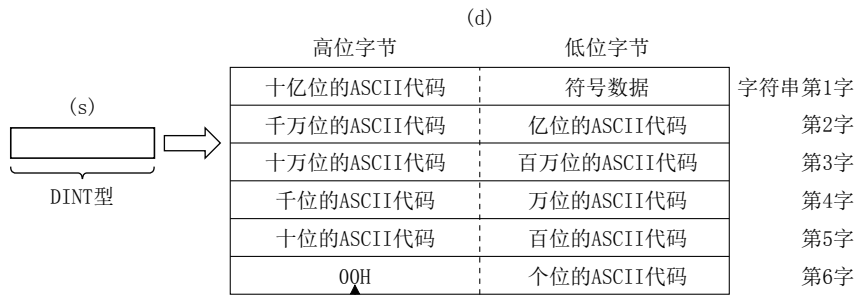 (d)
高位字节 低位字节
十亿位的ASCII代码 符号数据 字符串第1字
(s)
千万位的ASCII代码 亿位的ASCII代码 第2字
十万位的ASCII代码 百万位的ASCII代码 第3字
DINT型
千位的ASCII代码 万位的ASCII代码 第4字
十位的ASCII代码 百位的ASCII代码 第5字
00H 个位的ASCII代码 第6字